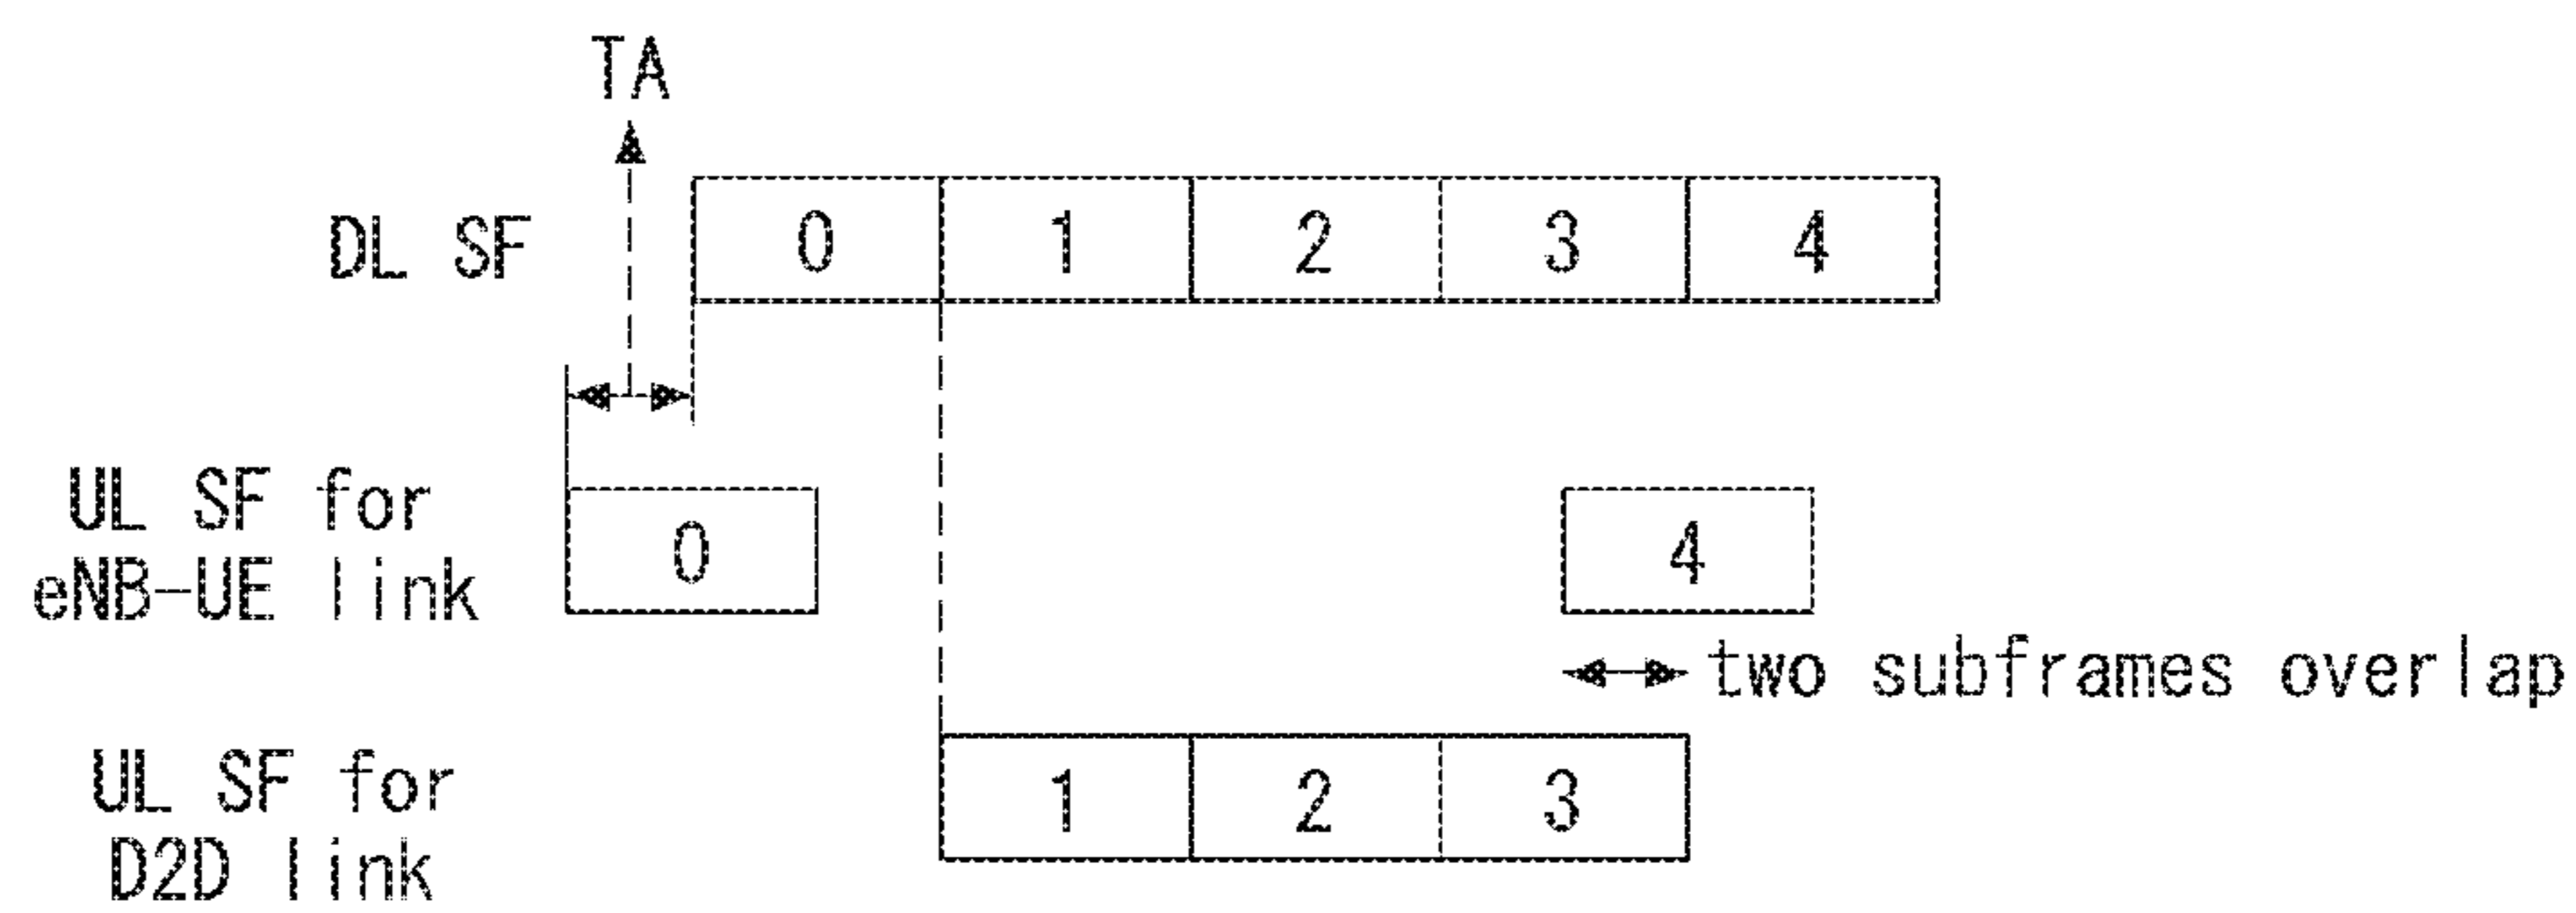 TA
DL SF
0 1 2 3 4
UL SF for
eNB-UE link
0
4
two subframes overlap
UL SF for
D2D link
1 2 3